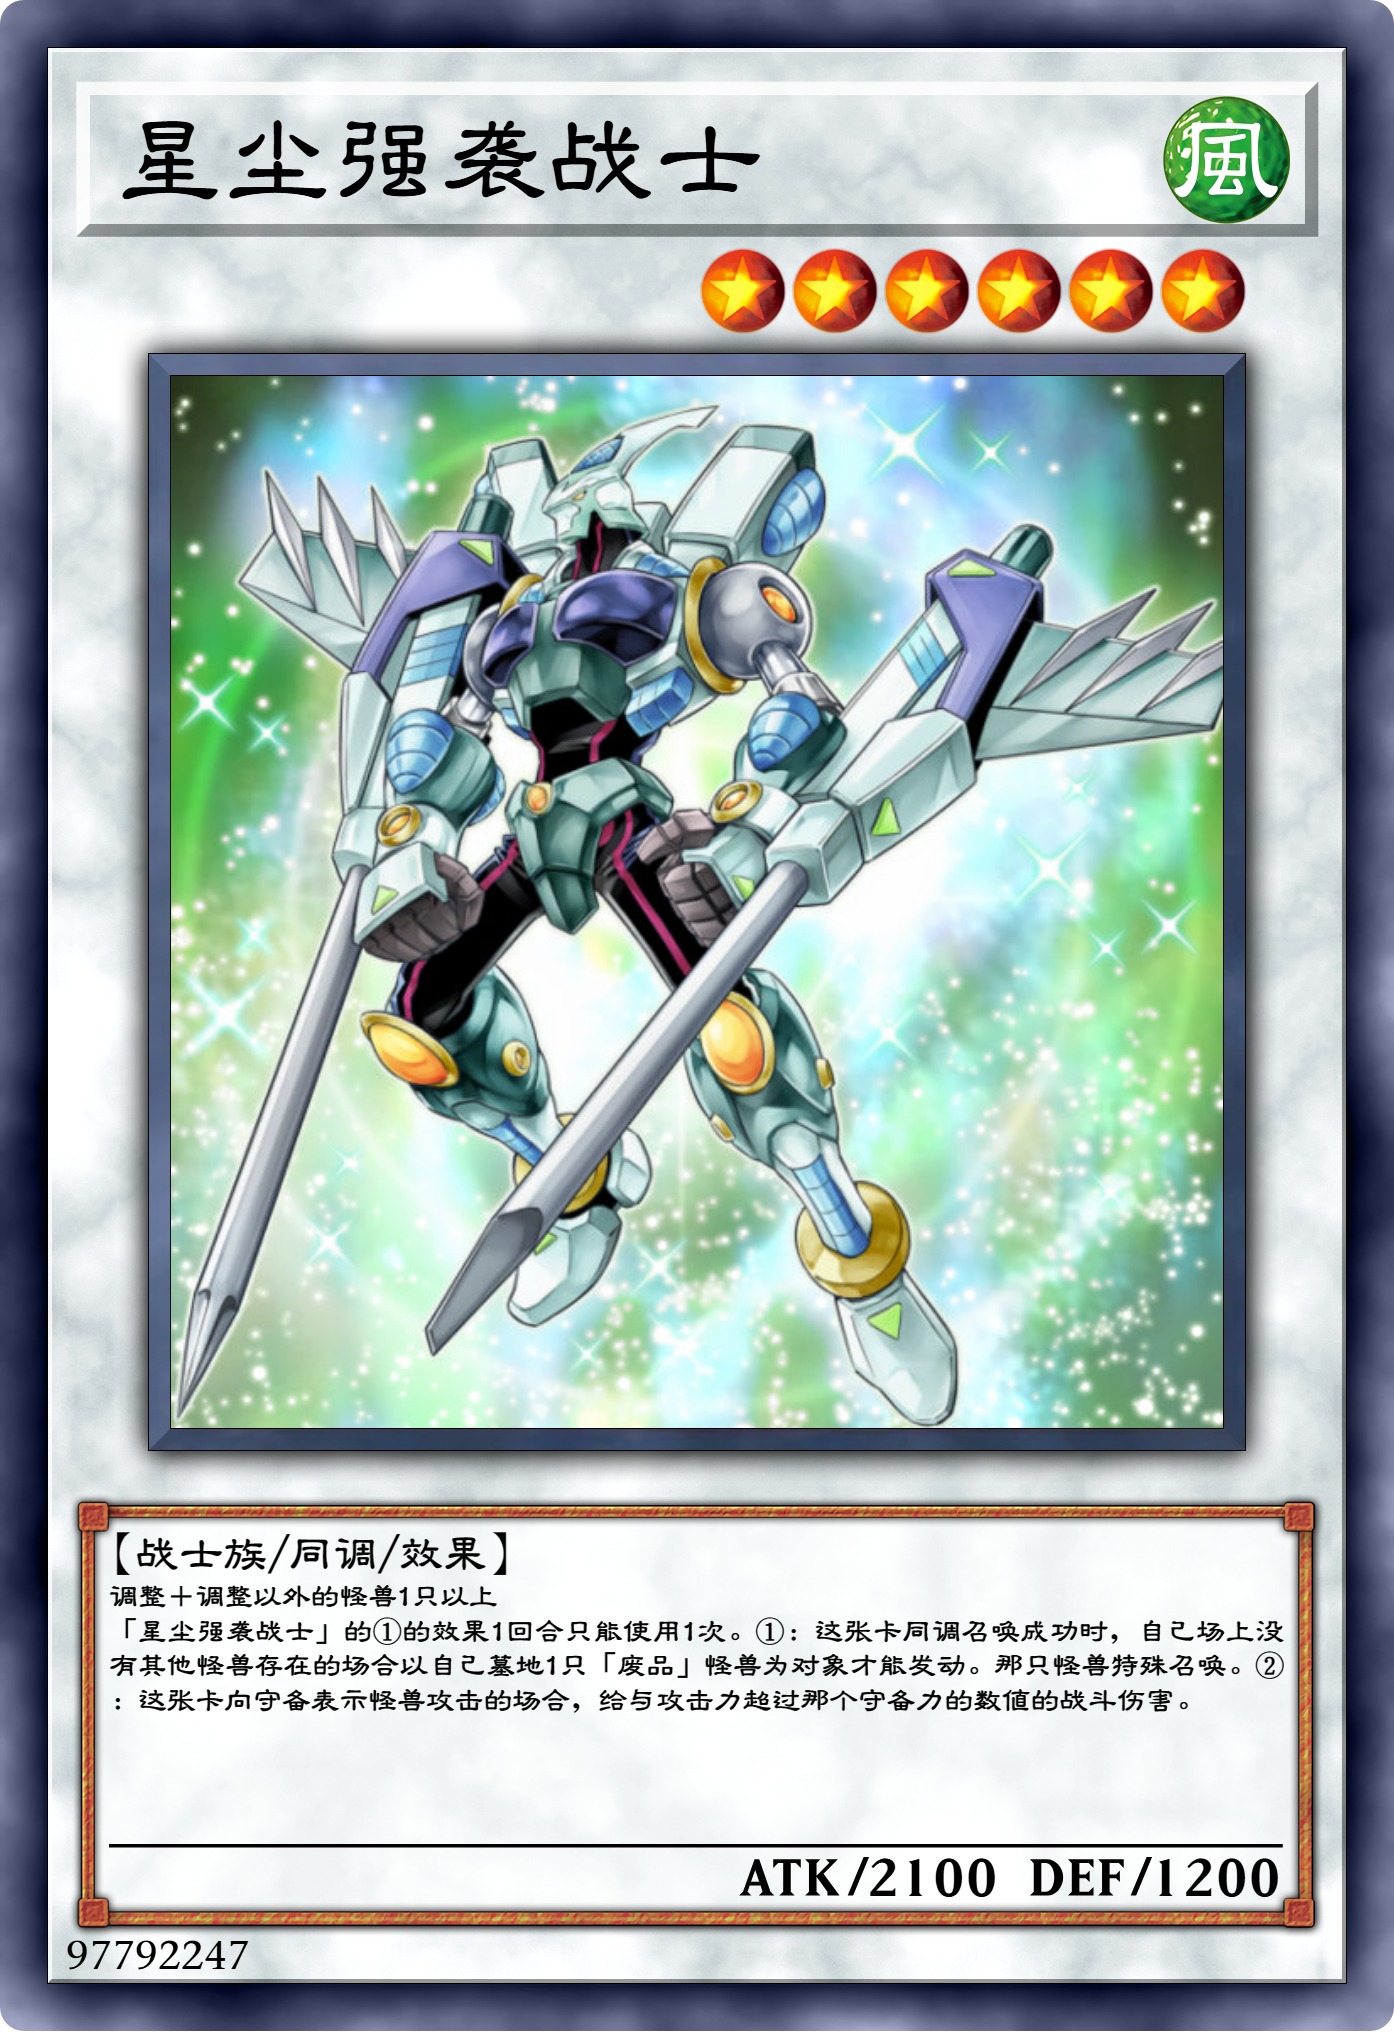 星尘强袭战士
風
【战士族/同调/效果】
调整＋调整以外的怪兽1只以上
「星尘强袭战士」的①的效果1回合只能使用1次。①：这张卡同调召唤成功时，自己场上没
有其他怪兽存在的场合以自己墓地1只「废品」怪兽为对象才能发动。那只怪兽特殊召唤。②
：这张卡向守备表示怪兽攻击的场合，给与攻击力超过那个守备力的数值的战斗伤害。
ATK/2100 DEF/1200
97792247